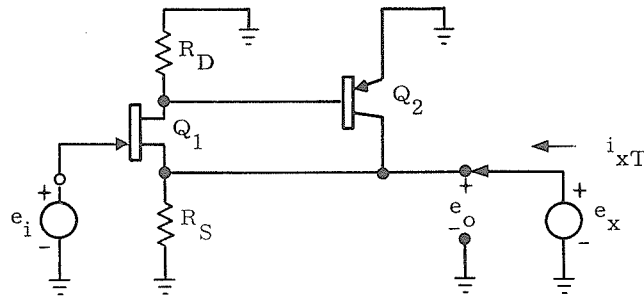 R_D
Q_2
Q_1
i_xT
+
e_i
-
R_S
+
e_o
-
+
e_x
-